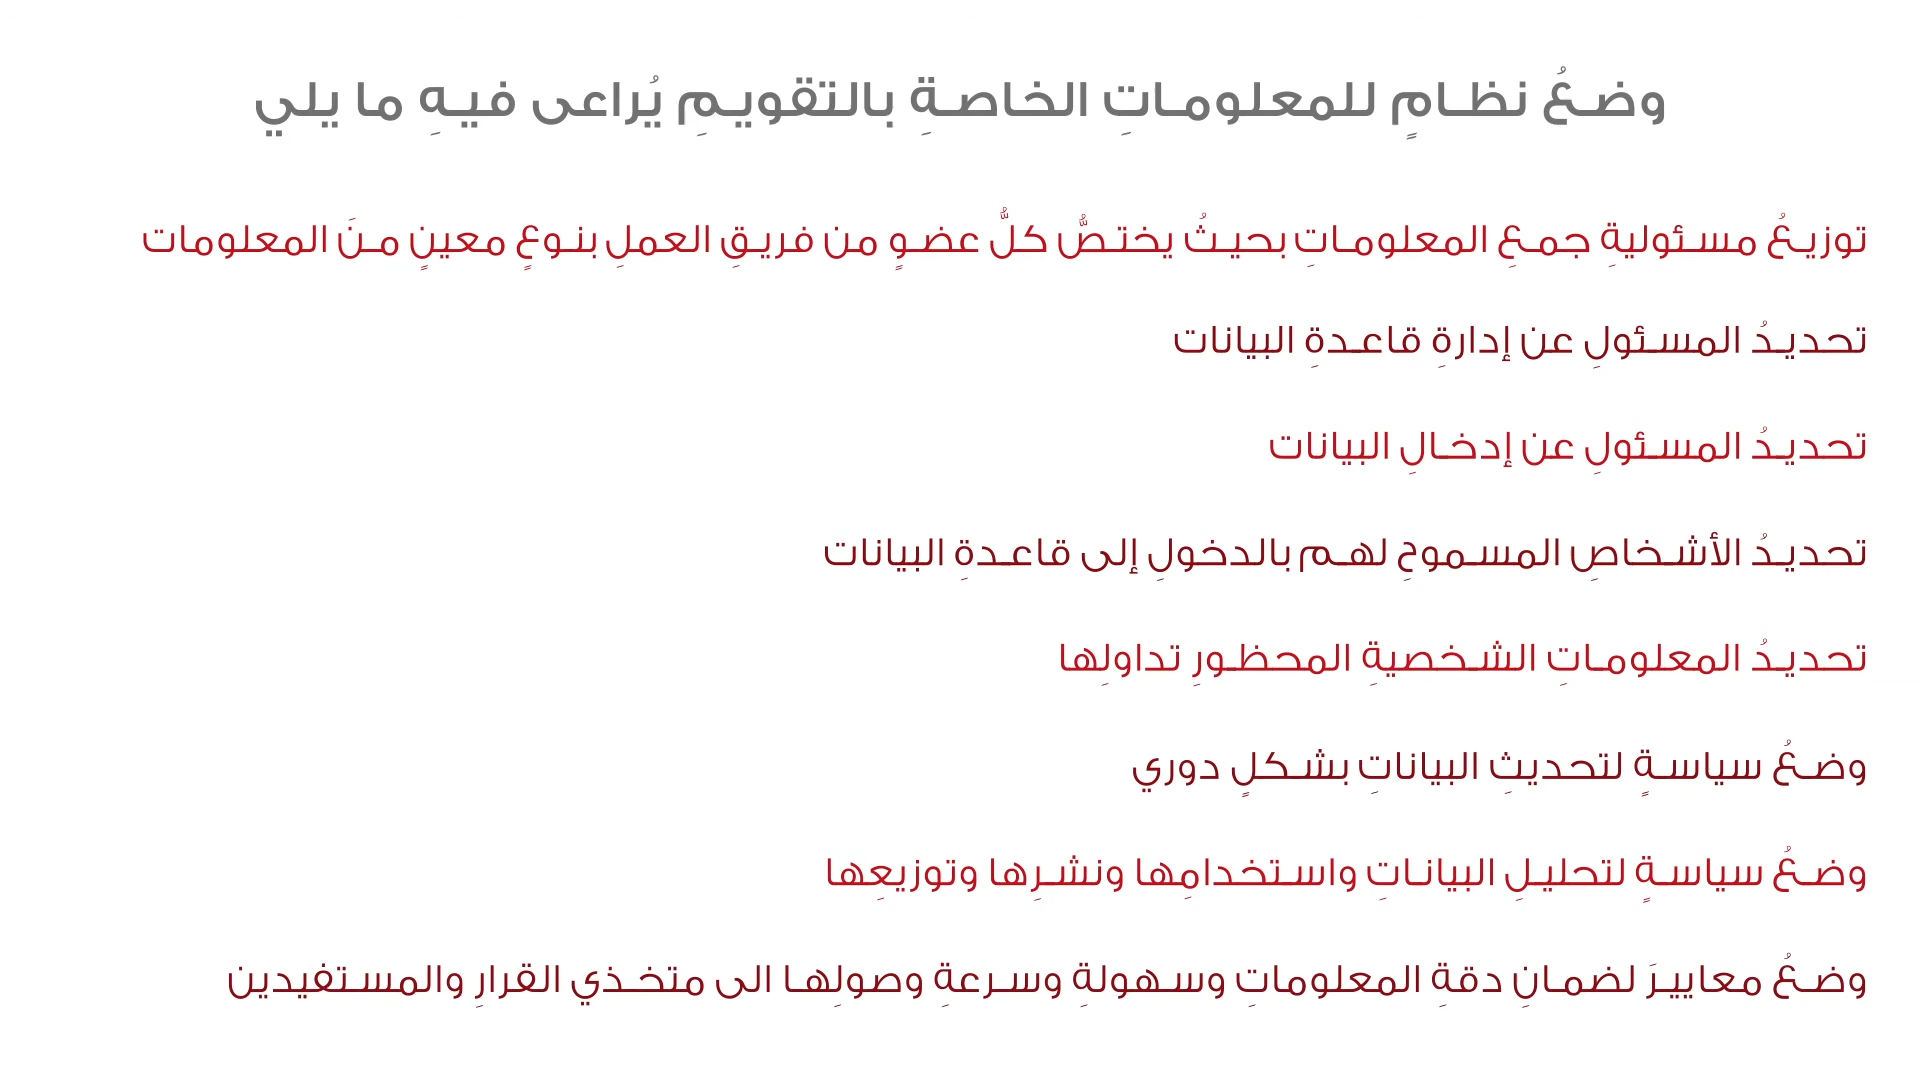 وضعُ نظامٍ للمعلوماتِ الخاصةِ بالتقويمِ يُراعى فيهِ ما يلي
توزيعُ مسئوليةِ جمعِ المعلوماتِ بحيثُ يختصُّ كلُّ عضوٍ من فريقِ العملِ بنوعٍ معينٍ منَ المعلومات
تحديدُ المسئولِ عن إدارةِ قاعدةِ البيانات
تحديدُ المسئولِ عن إدخالِ البيانات
تحديدُ الأشخاصِ المسموحِ لهم بالدخولِ إلى قاعدةِ البيانات
تحديدُ المعلوماتِ الشخصيةِ المحظورِ تداولِها
وضعُ سياسةٍ لتحديثِ البياناتِ بشكلٍ دوري
وضعُ سياسةٍ لتحليلِ البياناتِ واستخدامِها ونشرِها وتوزيعِها
وضعُ معاييرَ لضمانِ دقةِ المعلوماتِ وسهولةِ وسرعةِ وصولِها الى متخذي القرارِ والمستفيدين